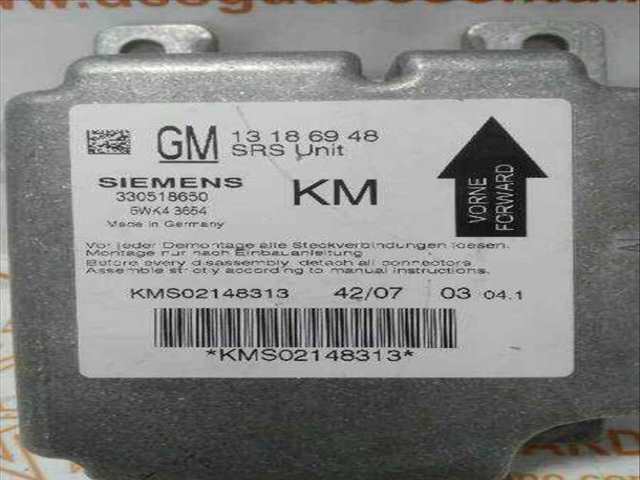 GM 13 18 69 48
SRS Unit
SIEMENS
330518650
5WK4 3654
Made in Germany
KM
VORNE
FORWARD
Vor jeder Demontage alle Steckverbindungen loesen.
Montage nur nach Einbauanleitung
Before every disassembly, detach all connectors.
Assemble strictly according to manual instructions.
KMS02148313 42/07 03 04.1
*KMS02148313*